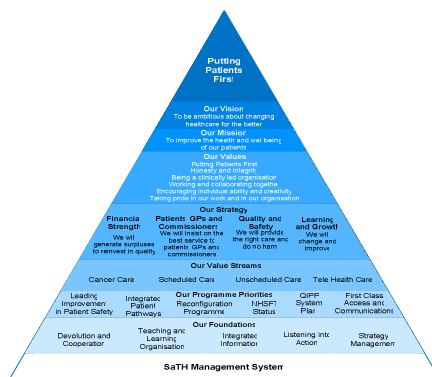 Putting
Patients
First
Our Vision
To be ambitious about changing
healthcare for the better
Our Mission
To improve the health and well being
of our patients
Our Values
Putting Patients First
Honesty and Integrity
Being a clinically led organisation
Working and collaborating together
Encouraging individual ability and creativity
Taking pride in our work and in our organisation
Our Strategy
Financial
Strength
We will
generate surpluses
to reinvest in quality
Patients, GPs and
Commissioners
We will insist on the
best service to
patients, GPs and
commissioners
Quality and
Safety
We will provide
the right care and
do no harm
Learning
and Growth
We will
change and
improve
Our Value Streams
Cancer Care
Scheduled Care
Unscheduled Care
Tele Health Care
Our Programme Priorities
Leading
Improvement
in Patient Safety
Integrated
Patient
Pathways
Reconfiguration
Programme
NHSFT
Status
QIPP
System
Plan
First Class
Access and
Communications
Our Foundations
Devolution and
Cooperation
Teaching and
Learning
Organisation
Integrated
Information
Listening into
Action
Strategy
Management
SaTH Management System